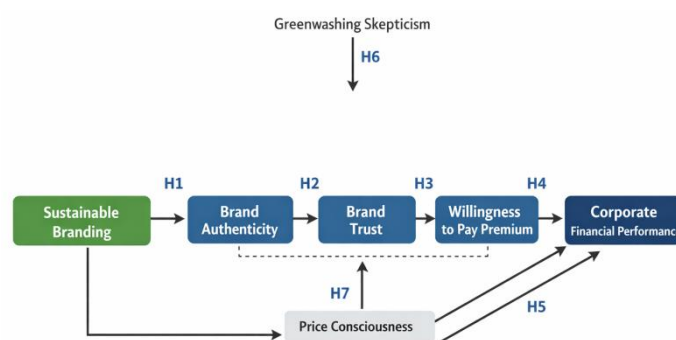 Greenwashing Skepticism
H6
H1
H2
H3
H4
Sustainable
Branding
Brand
Authenticity
Brand
Trust
Willingness
to Pay Premium
Corporate
Financial Performance
H7
H5
Price Consciousness